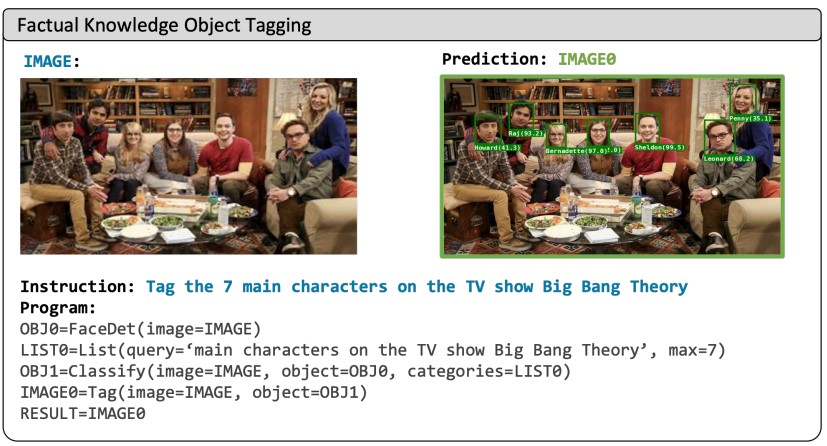 Factual Knowledge Object Tagging
IMAGE:
Prediction: IMAGE0
Penny(35.1)
Raj(93.2)
Howard(41.3)
Bernadette(97.0)
Sheldon(99.5)
Leonard(68.2)
Instruction: Tag the 7 main characters on the TV show Big Bang Theory
Program:
OBJ0=FaceDet(image=IMAGE)
LIST0=List(query=‘main characters on the TV show Big Bang Theory’, max=7)
OBJ1=Classify(image=IMAGE, object=OBJ0, categories=LIST0)
IMAGE0=Tag(image=IMAGE, object=OBJ1)
RESULT=IMAGE0